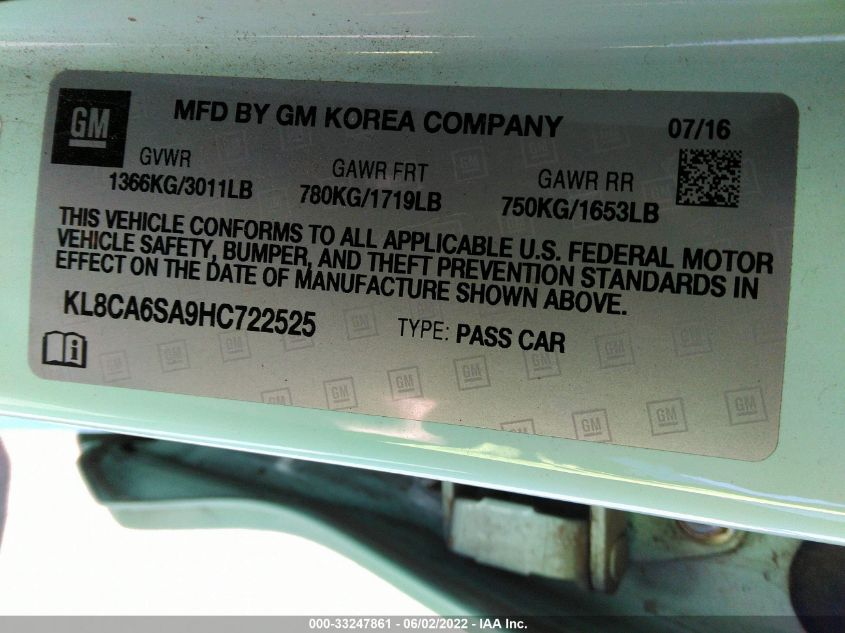 GM
MFD BY GM KOREA COMPANY
07/16
GVWR
1366KG/3011LB
GAWR FRT
780KG/1719LB
GAWR RR
750KG/1653LB
THIS VEHICLE CONFORMS TO ALL APPLICABLE U.S. FEDERAL MOTOR
VEHICLE SAFETY, BUMPER, AND THEFT PREVENTION STANDARDS IN
EFFECT ON THE DATE OF MANUFACTURE SHOWN ABOVE.
KL8CA6SA9HC722525
TYPE: PASS CAR
000-33247861 - 06/02/2022 - IAA Inc.